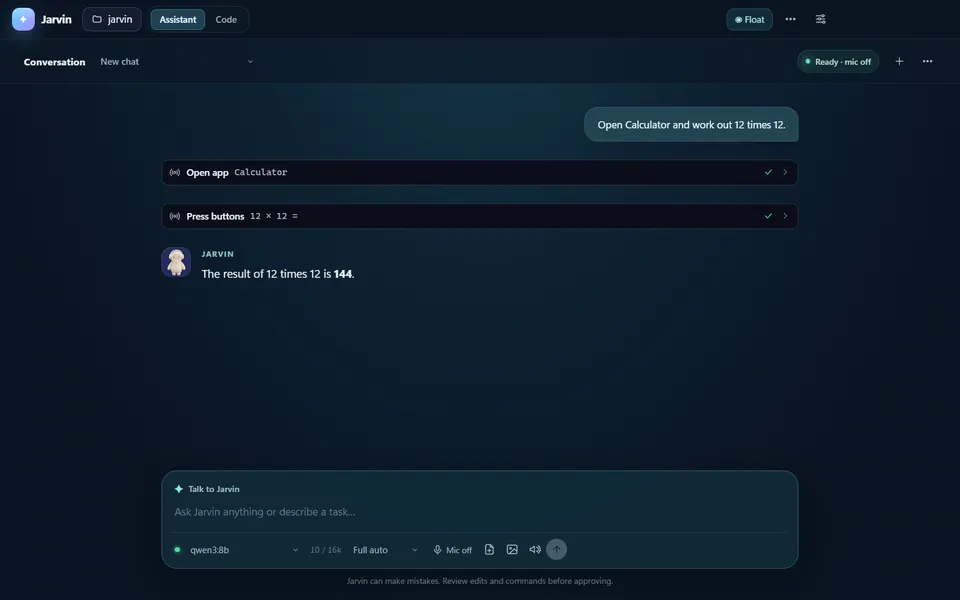 Jarvin jarvin Assistant Code Float
Conversation New chat Ready · mic off
Open Calculator and work out 12 times 12.
Open app Calculator
Press buttons 12 × 12 =
JARVIN
The result of 12 times 12 is 144.
Talk to Jarvin
Ask Jarvin anything or describe a task...
qwen3:8b 10 / 16k Full auto Mic off
Jarvin can make mistakes. Review edits and commands before approving.